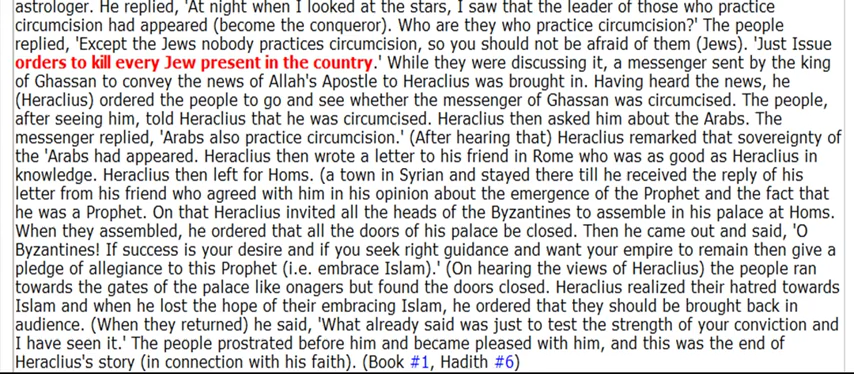 astrologer. He replied, 'At night when I looked at the stars, I saw that the leader of those who practice
circumcision had appeared (become the conqueror). Who are they who practice circumcision?' The people
replied, 'Except the Jews nobody practices circumcision, so you should not be afraid of them (Jews). 'Just Issue
orders to kill every Jew present in the country.' While they were discussing it, a messenger sent by the king
of Ghassan to convey the news of Allah's Apostle to Heraclius was brought in. Having heard the news, he
(Heraclius) ordered the people to go and see whether the messenger of Ghassan was circumcised. The people,
after seeing him, told Heraclius that he was circumcised. Heraclius then asked him about the Arabs. The
messenger replied, 'Arabs also practice circumcision.' (After hearing that) Heraclius remarked that sovereignty of
the 'Arabs had appeared. Heraclius then wrote a letter to his friend in Rome who was as good as Heraclius in
knowledge. Heraclius then left for Homs. (a town in Syrian and stayed there till he received the reply of his
letter from his friend who agreed with him in his opinion about the emergence of the Prophet and the fact that
he was a Prophet. On that Heraclius invited all the heads of the Byzantines to assemble in his palace at Homs.
When they assembled, he ordered that all the doors of his palace be closed. Then he came out and said, 'O
Byzantines! If success is your desire and if you seek right guidance and want your empire to remain then give a
pledge of allegiance to this Prophet (i.e. embrace Islam).' (On hearing the views of Heraclius) the people ran
towards the gates of the palace like onagers but found the doors closed. Heraclius realized their hatred towards
Islam and when he lost the hope of their embracing Islam, he ordered that they should be brought back in
audience. (When they returned) he said, 'What already said was just to test the strength of your conviction and
I have seen it.' The people prostrated before him and became pleased with him, and this was the end of
Heraclius's story (in connection with his faith). (Book #1, Hadith #6)